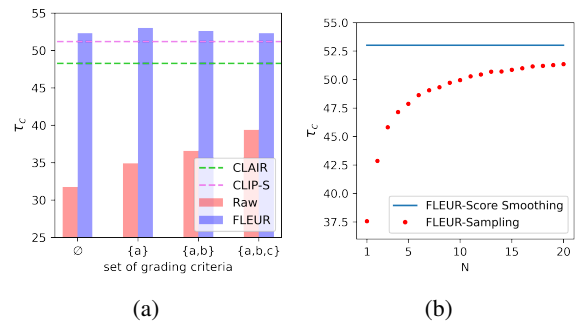 55
50
45
40
35
30
25
τc
∅ {a} {a,b} {a,b,c}
set of grading criteria
CLAIR
CLIP-S
Raw
FLEUR
(a)
55.0
52.5
50.0
47.5
45.0
42.5
40.0
37.5
τc
1 5 10 15 20
N
FLEUR-Score Smoothing
FLEUR-Sampling
(b)